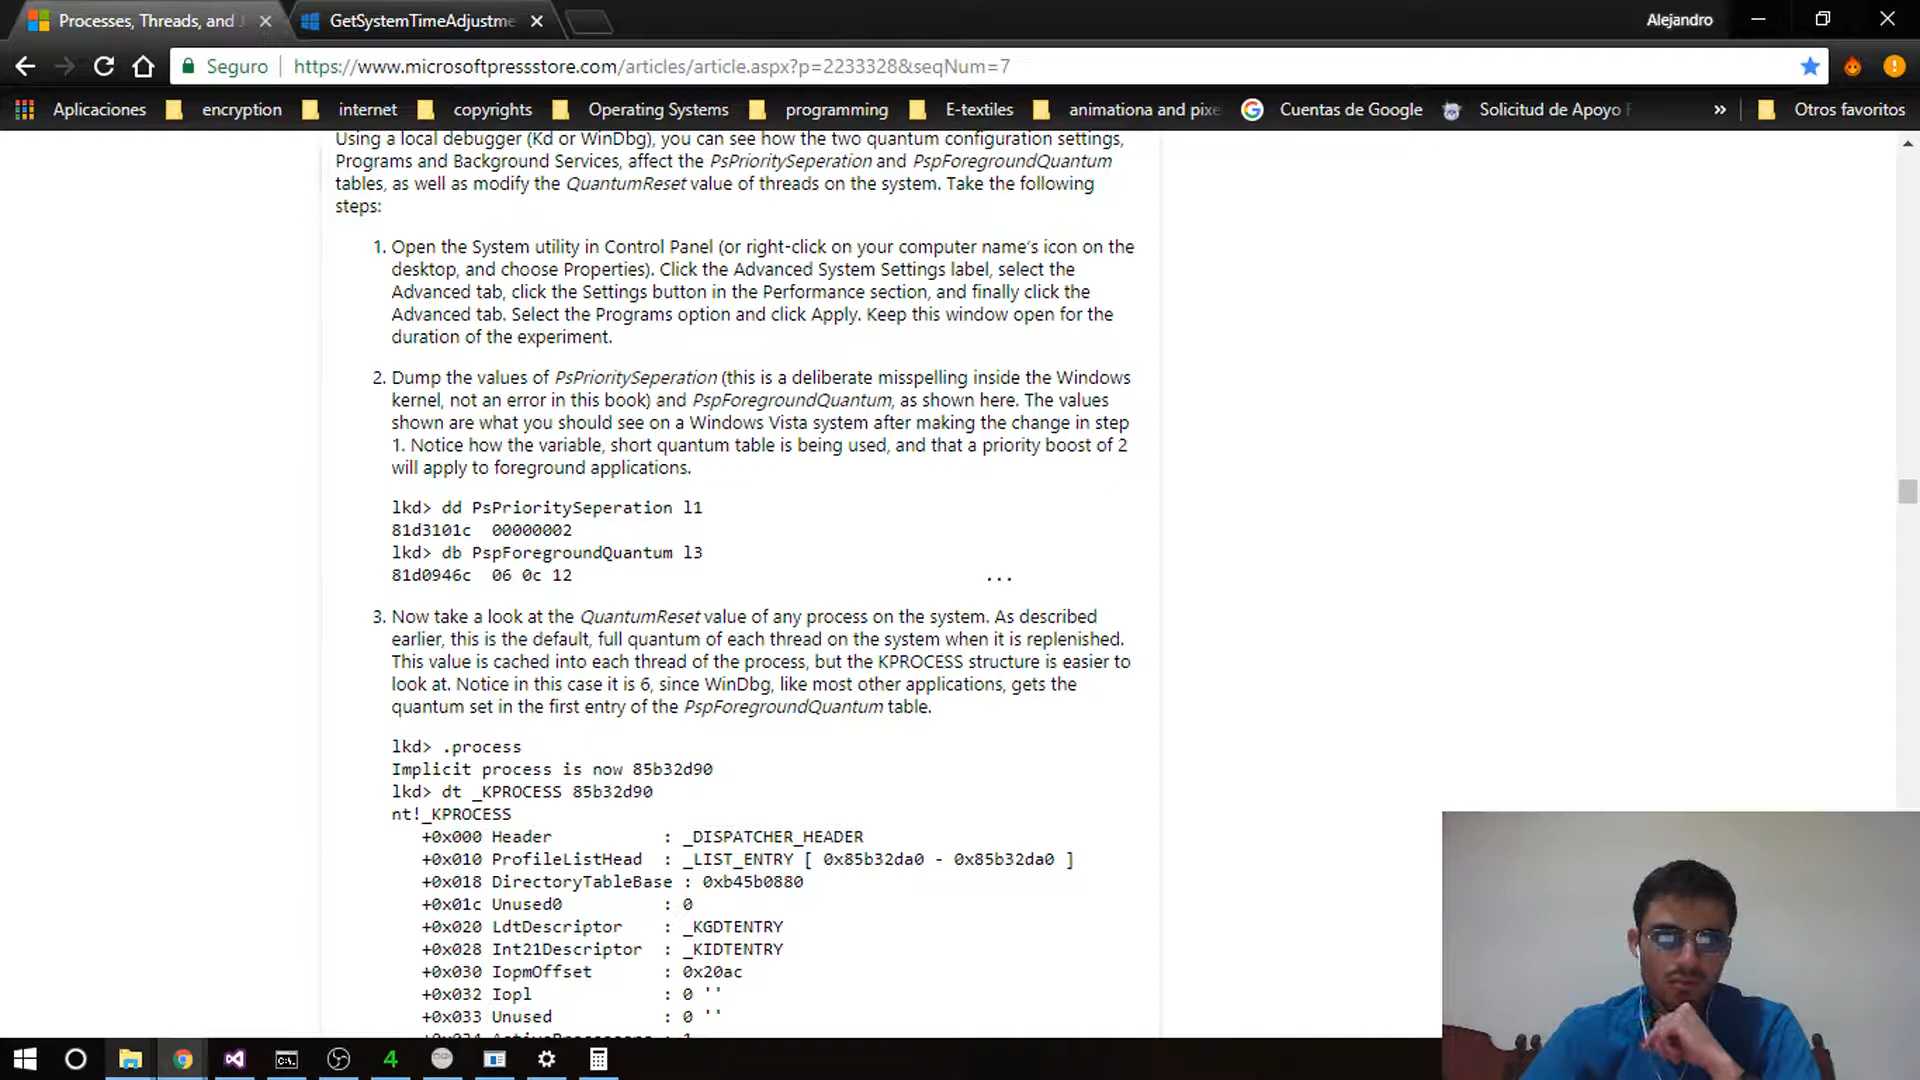 Processes, Threads, and
GetSystemTimeAdjustme
Alejandro
Seguro
https://www.microsoftpressstore.com/articles/article.aspx?p=2233328&seqNum=7
Aplicaciones
encryption
internet
copyrights
Operating Systems
programming
E-textiles
animationa and pixe
Cuentas de Google
Solicitud de Apoyo
»
Otros favoritos
Using a local debugger (Kd or WinDbg), you can see how the two quantum configuration settings,
Programs and Background Services, affect the PsPrioritySeperation and PspForegroundQuantum
tables, as well as modify the QuantumReset value of threads on the system. Take the following
steps:
1. Open the System utility in Control Panel (or right-click on your computer name's icon on the
desktop, and choose Properties). Click the Advanced System Settings label, select the
Advanced tab, click the Settings button in the Performance section, and finally click the
Advanced tab. Select the Programs option and click Apply. Keep this window open for the
duration of the experiment.
2. Dump the values of PsPrioritySeperation (this is a deliberate misspelling inside the Windows
kernel, not an error in this book) and PspForegroundQuantum, as shown here. The values
shown are what you should see on a Windows Vista system after making the change in step
1. Notice how the variable, short quantum table is being used, and that a priority boost of 2
will apply to foreground applications.
lkd> dd PsPrioritySeperation l1
81d3101c  00000002
lkd> db PspForegroundQuantum l3
81d0946c  06 0c 12                                         ...
3. Now take a look at the QuantumReset value of any process on the system. As described
earlier, this is the default, full quantum of each thread on the system when it is replenished.
This value is cached into each thread of the process, but the KPROCESS structure is easier to
look at. Notice in this case it is 6, since WinDbg, like most other applications, gets the
quantum set in the first entry of the PspForegroundQuantum table.
lkd> .process
Implicit process is now 85b32d90
lkd> dt _KPROCESS 85b32d90
nt!_KPROCESS
+0x000 Header           : _DISPATCHER_HEADER
+0x010 ProfileListHead  : _LIST_ENTRY [ 0x85b32da0 - 0x85b32da0 ]
+0x018 DirectoryTableBase : 0xb45b0880
+0x01c Unused0          : 0
+0x020 LdtDescriptor    : _KGDTENTRY
+0x028 Int21Descriptor  : _KIDTENTRY
+0x030 IopmOffset       : 0x20ac
+0x032 Iopl             : 0 ''
+0x033 Unused           : 0 ''
4